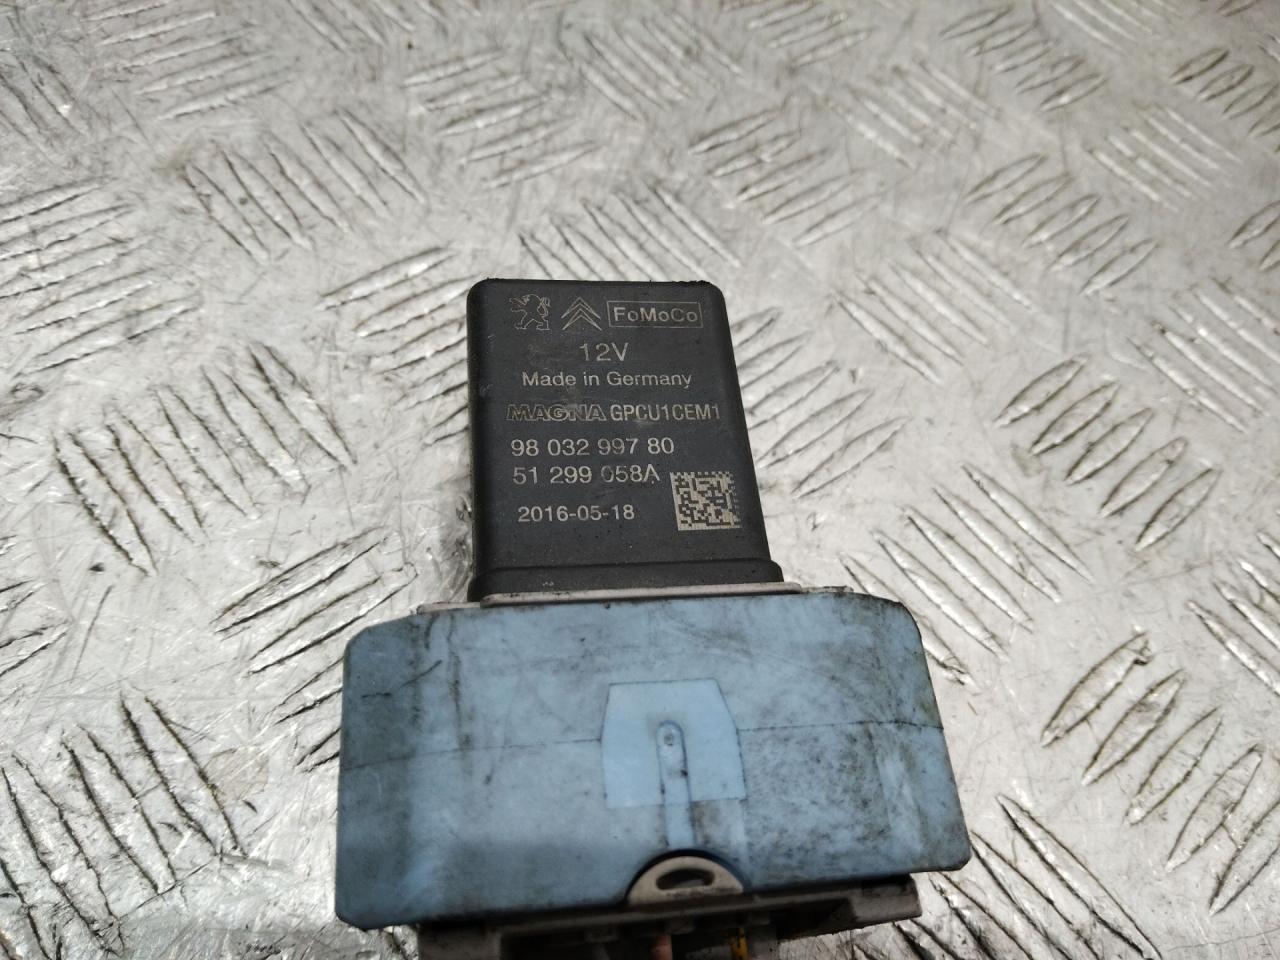 FoMoCo
12V
Made in Germany
MAGNA GPCU1CEM1
98 032 997 80
51 299 058A
2016-05-18